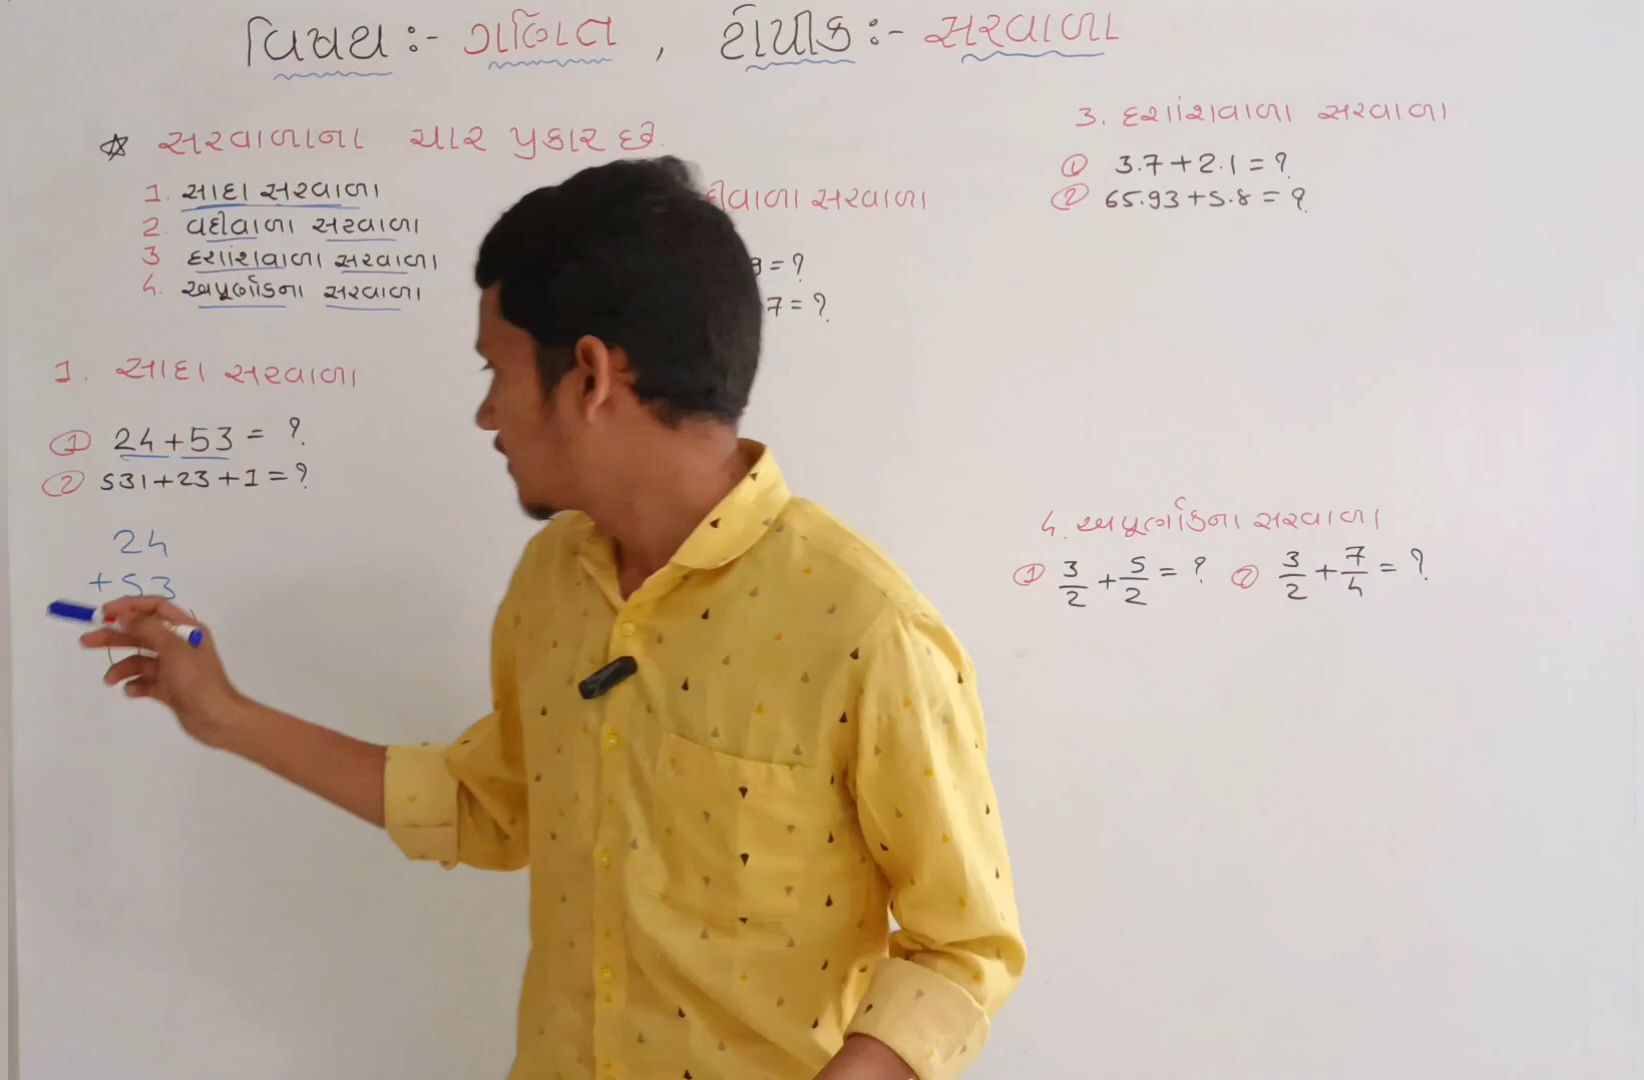 વિષય :- ગણિત , ટોપીક :- સરવાળા
☆ સરવાળાના ચાર પ્રકાર છે.
1. સાદા સરવાળા
2. વદીવાળા સરવાળા
3 દશાંશવાળા સરવાળા
4. અપૂર્ણાંકના સરવાળા
1. સાદા સરવાળા
① 24+53 = ?
② 531+23+1=?
24
+53
દીવાળા સરવાળા
= ?
7 = ?
3. દશાંશવાળા સરવાળા
① 3.7+2.1=?
② 65.93+5.8=?
4. અપૂર્ણાંકના સરવાળા
① 3/2 + 5/2 = ? ② 3/2 + 7/4 = ?